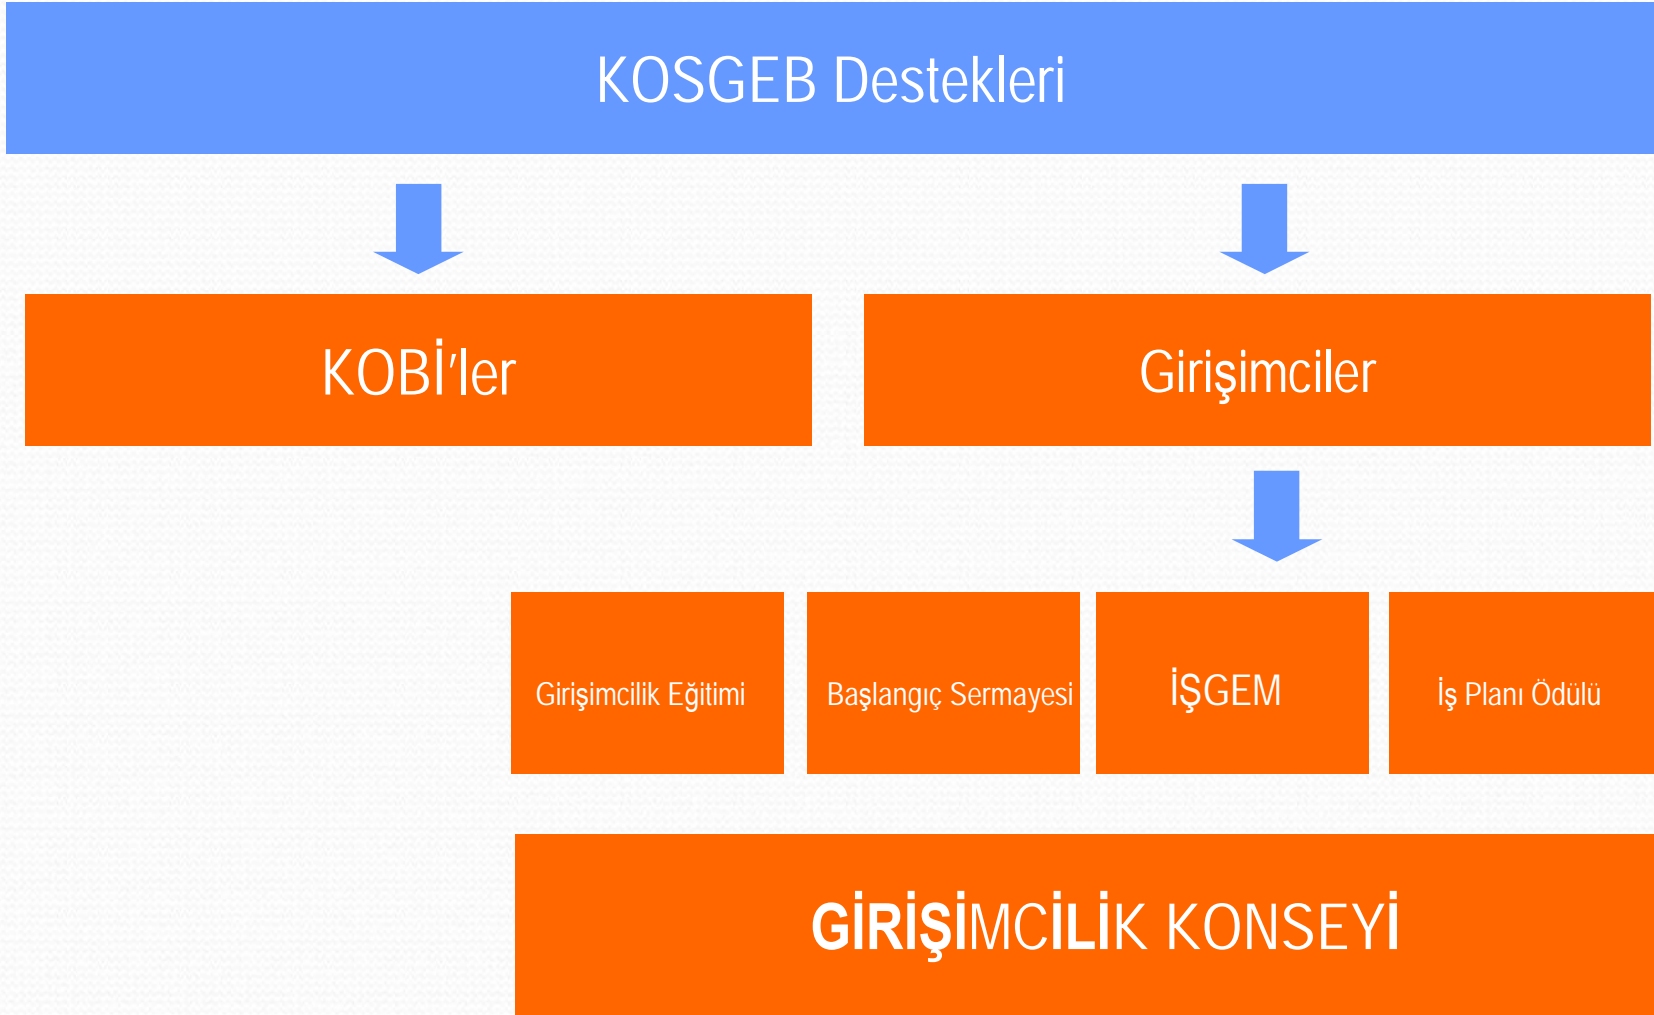 KOSGEB Destekleri
KOBİ'ler
Girişimciler
Girişimcilik Eğitimi
Başlangıç Sermayesi
İŞGEM
İş Planı Ödülü
GİRİŞİMCİLİK KONSEYİ